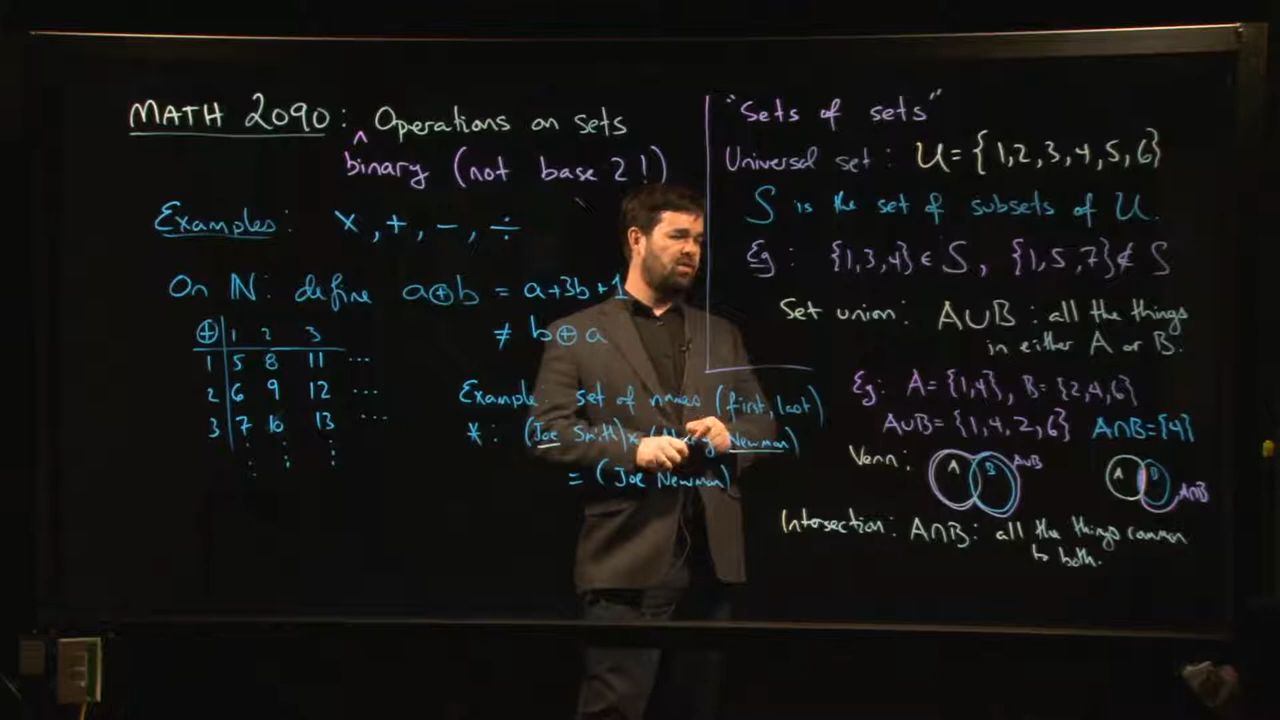 MATH 2090: Operations on sets
^
binary (not base 2!)
Examples: ×, +, −, ÷
On N: define a⊕b = a+3b+1
≠ b⊕a
⊕ 1 2 3
1 5 8 11 ...
2 6 9 12 ...
3 7 10 13 ...
⋮ ⋮ ⋮
Example: set of names (first, last)
*: (Joe Smith)* Newman)
= (Joe Newman)
"Sets of sets"
Universal set: U = {1,2,3,4,5,6}
S is the set of subsets of U.
Eg: {1,3,4} ∈ S, {1,5,7} ∉ S
Set union: A∪B : all the things
in either A or B.
Eg: A = {1,4}, B = {2,4,6}
A∪B = {1,4,2,6} A∩B = {4}
Venn: A B A∪B A B A∩B
Intersection: A∩B: all the things common
to both.